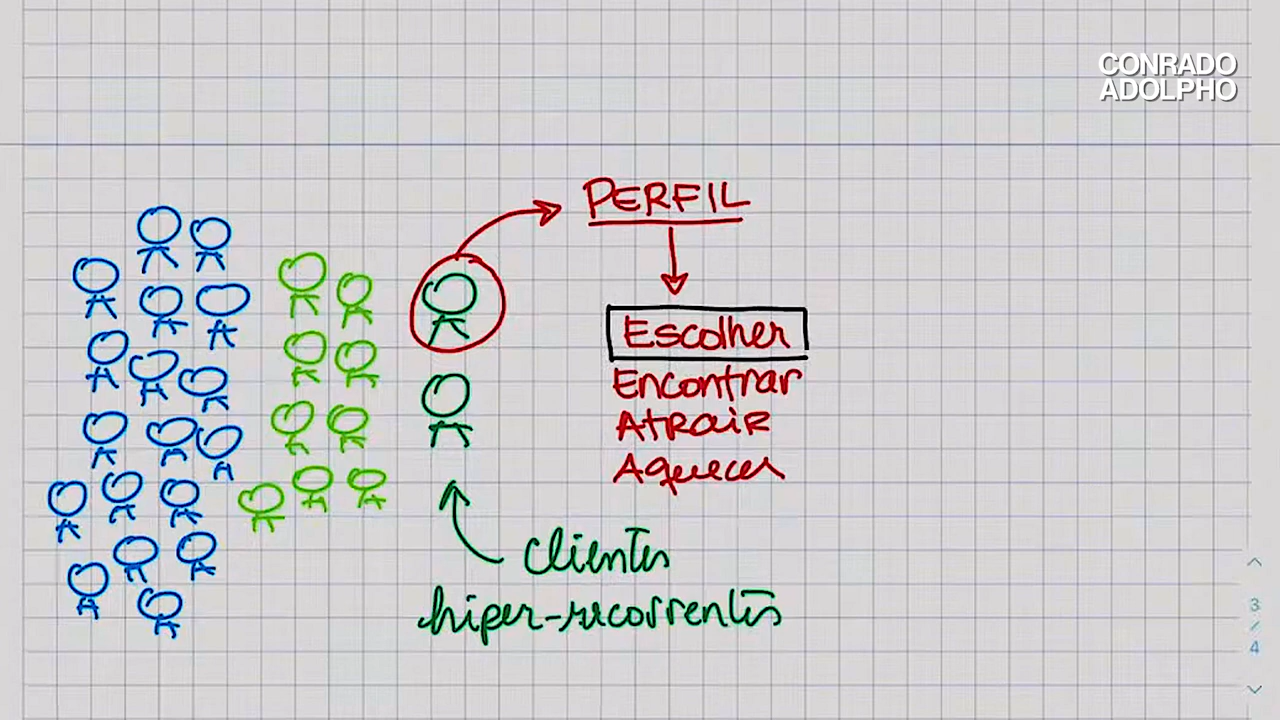 CONRADO
ADOLPHO
PERFIL
Escolher
Encontrar
Atrair
Aquecer
clientes
hiper-recorrentes
3
/
4